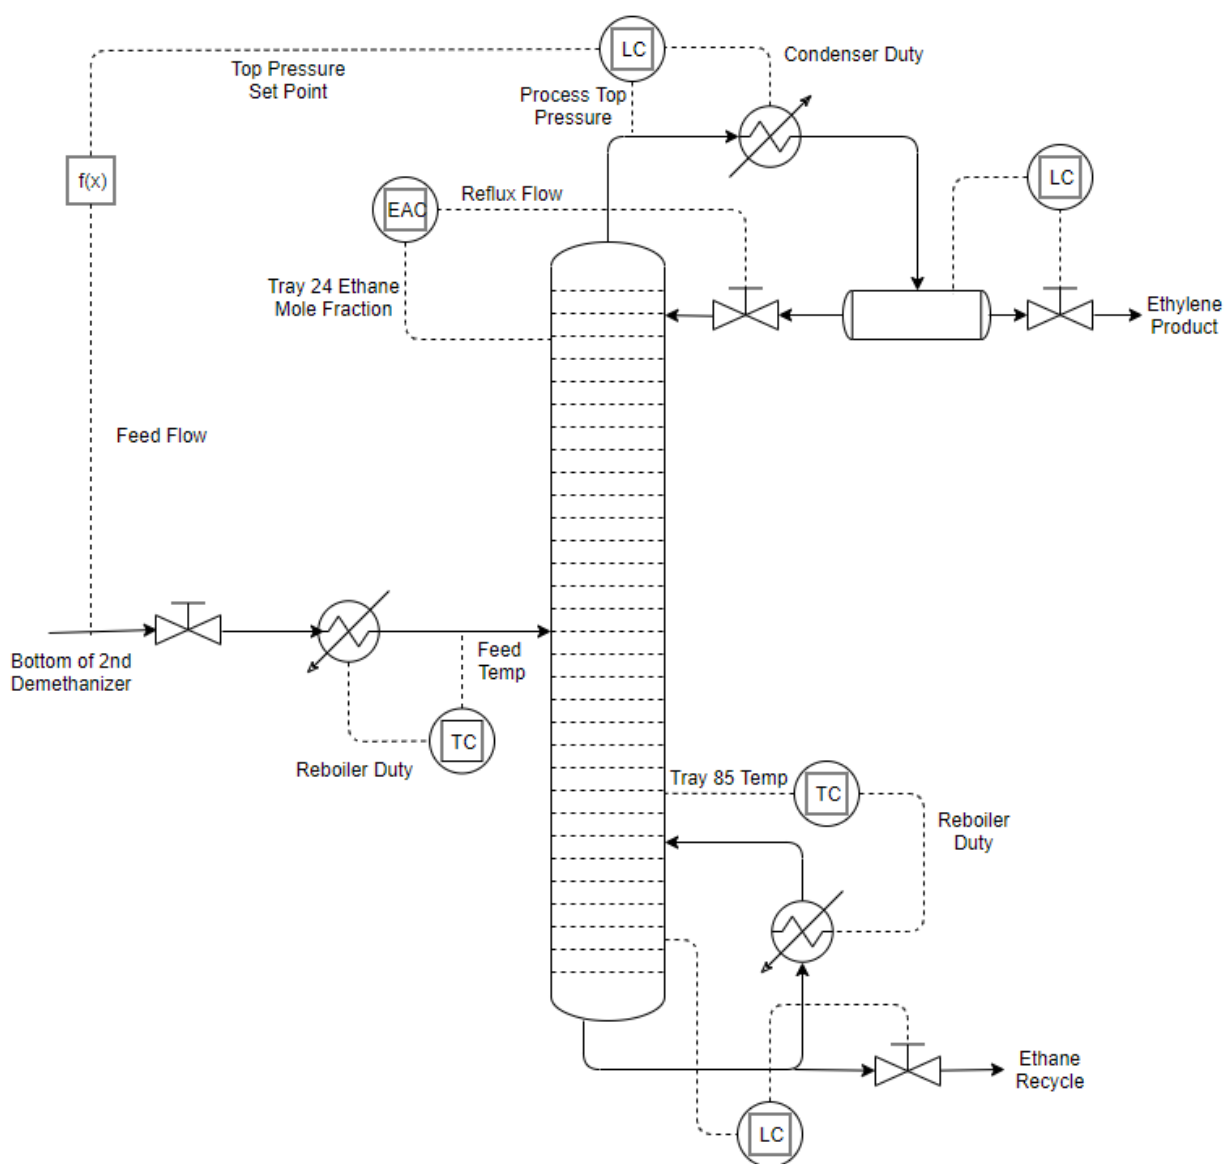 LC
Condenser Duty
Top Pressure
Set Point
Process Top
Pressure
f(x)
LC
EAC
Reflux Flow
Tray 24 Ethane
Mole Fraction
Ethylene
Product
Feed Flow
Bottom of 2nd
Demethanizer
Feed
Temp
TC
Reboiler Duty
Tray 85 Temp
TC
Reboiler
Duty
Ethane
Recycle
LC